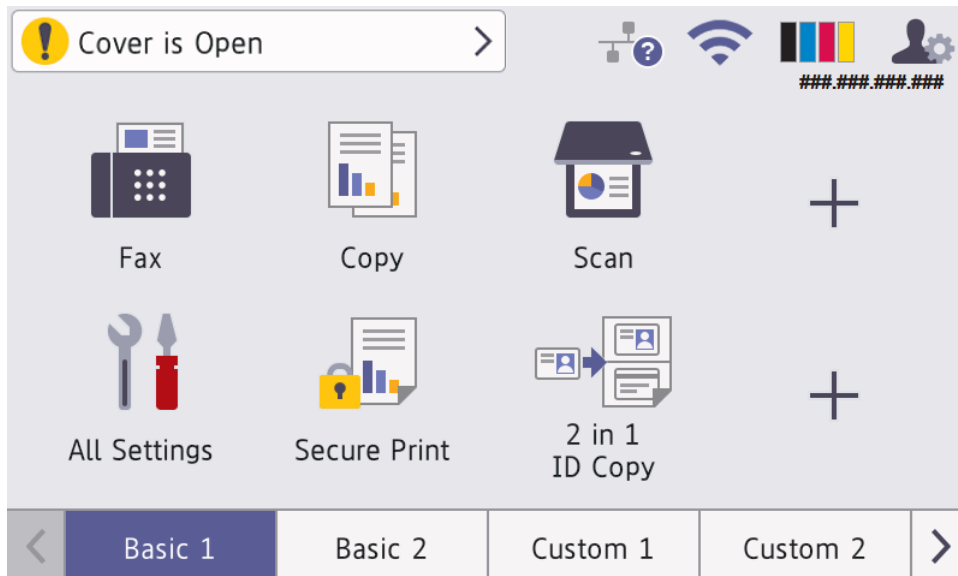 Cover is Open
?
###.###.###.###
Fax
Copy
Scan
All Settings
Secure Print
2 in 1
ID Copy
Basic 1
Basic 2
Custom 1
Custom 2